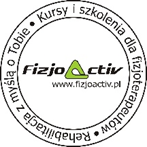 Kursy i szkolenia dla fizjoterapeutów • Rehabilitacja z myślą o Tobie •
FizjoActiv
www.fizjoactiv.pl